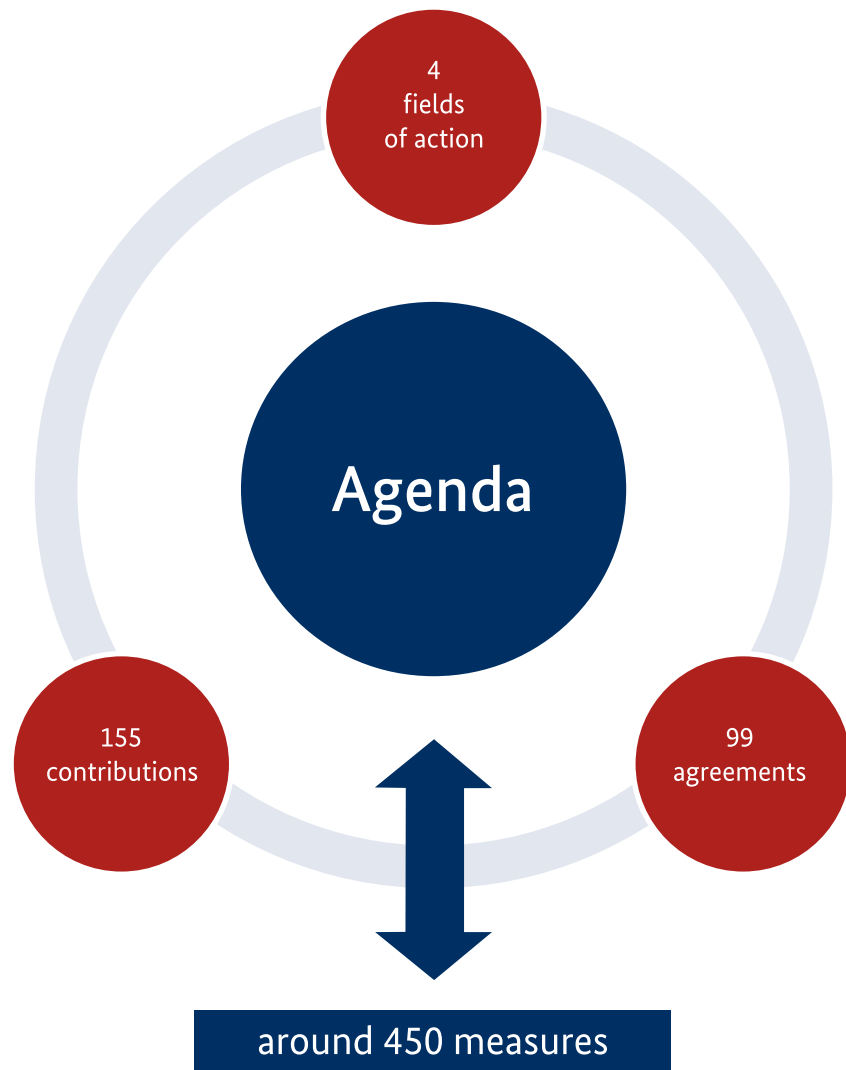 4
fields
of action
Agenda
155
contributions
99
agreements
around 450 measures